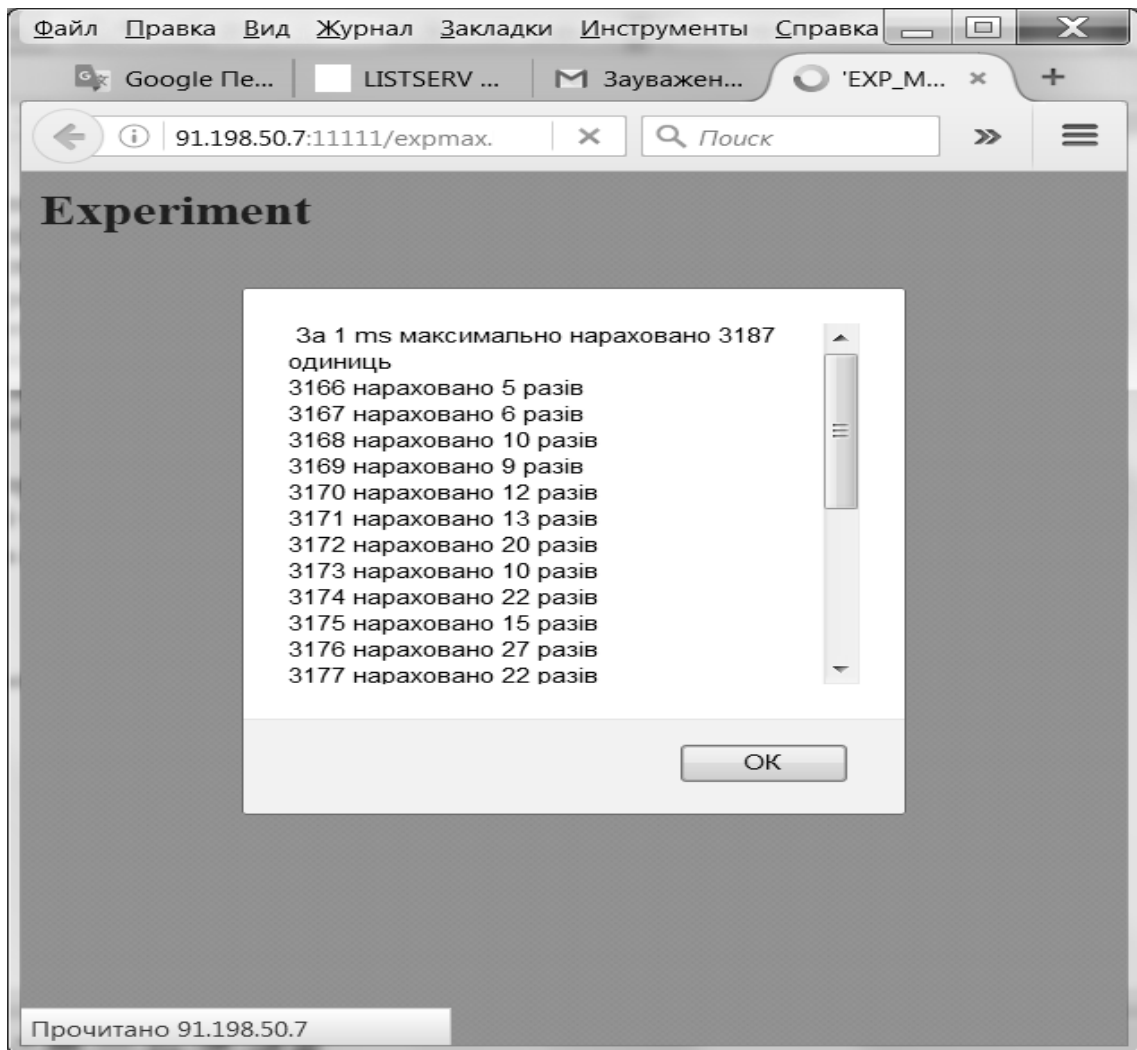 Файл Правка Вид Журнал Закладки Инструменты Справка
Google Пе... LISTSERV ... Зауважен... 'EXP_M...
91.198.50.7:11111/expmax. Поиск
Experiment
За 1 ms максимально нараховано 3187
одиниць
3166 нараховано 5 разів
3167 нараховано 6 разів
3168 нараховано 10 разів
3169 нараховано 9 разів
3170 нараховано 12 разів
3171 нараховано 13 разів
3172 нараховано 20 разів
3173 нараховано 10 разів
3174 нараховано 22 разів
3175 нараховано 15 разів
3176 нараховано 27 разів
3177 нараховано 22 разів
ОК
Прочитано 91.198.50.7